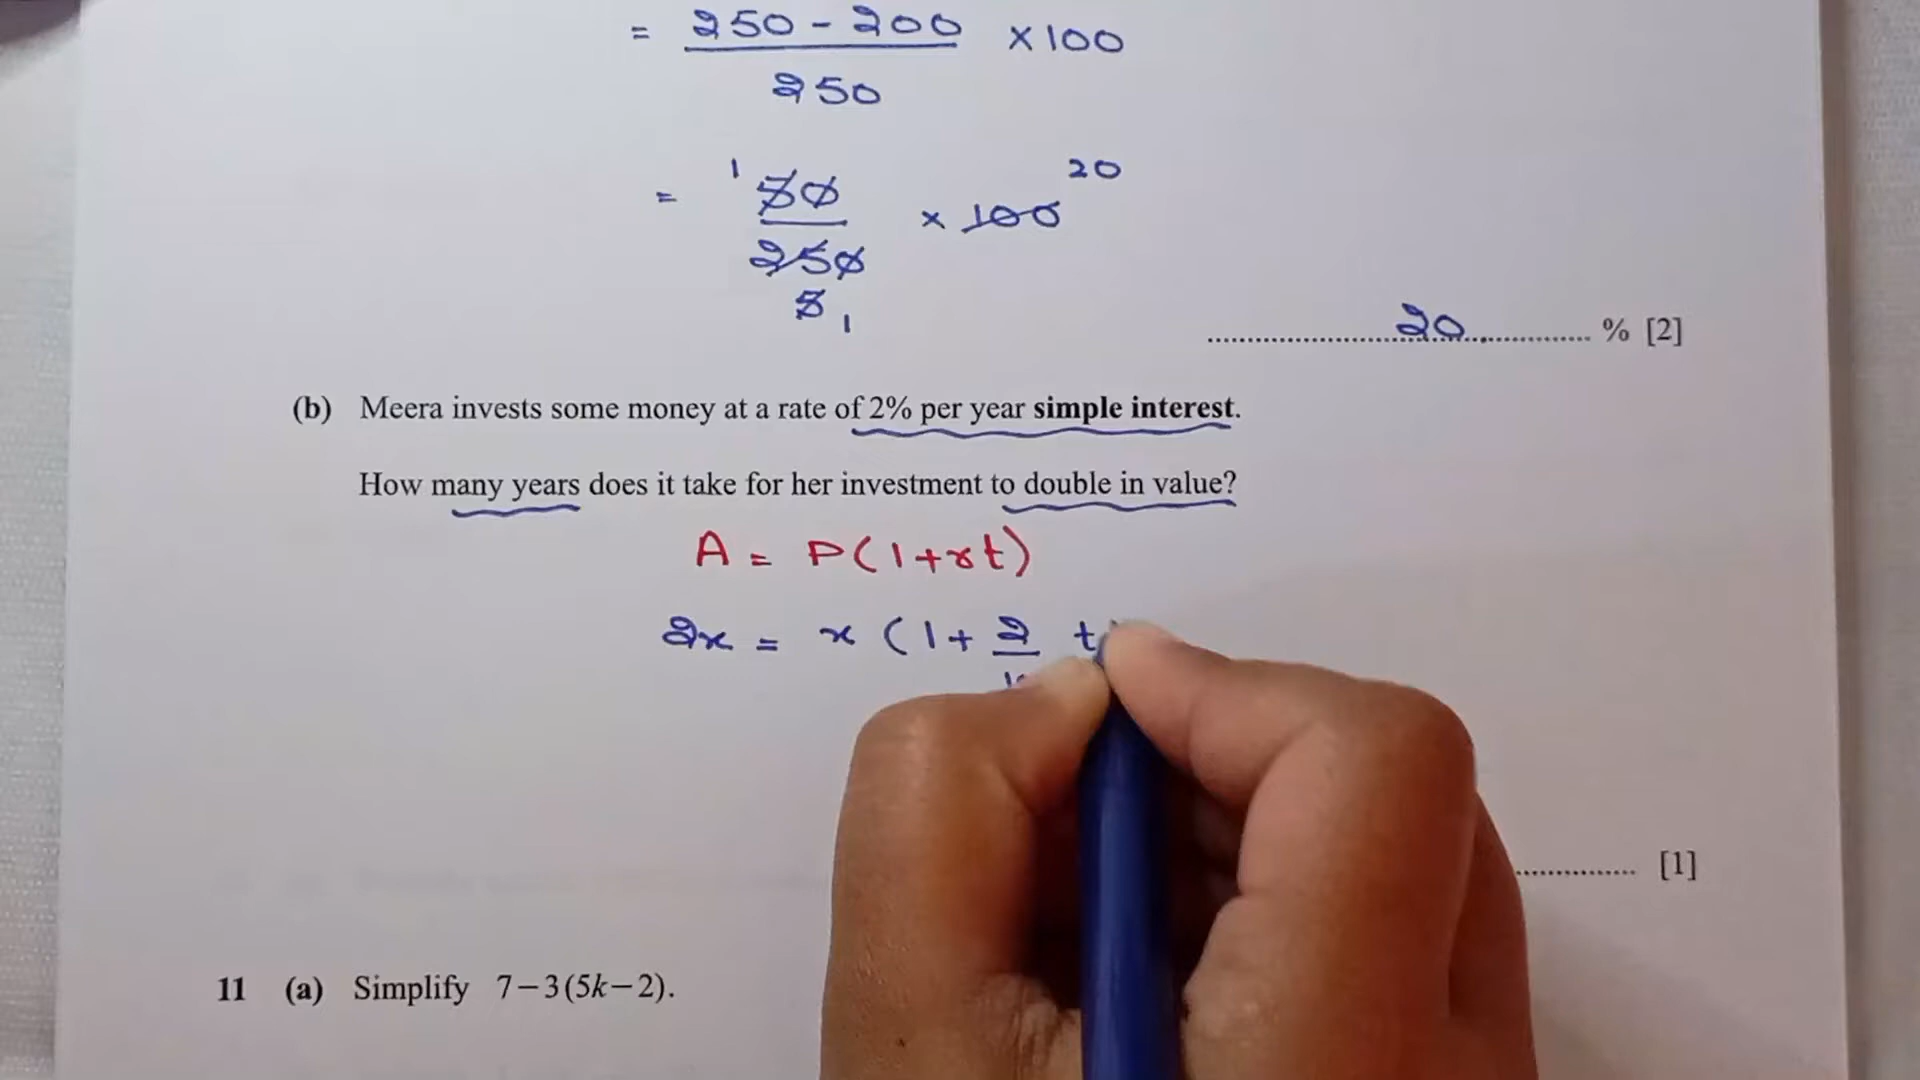 = 250 - 200 × 100
250
= 1 50 × 100 20
250
5 1
20 % [2]
(b) Meera invests some money at a rate of 2% per year simple interest.
How many years does it take for her investment to double in value?
A = P(1+rt)
2x = x (1+ 2 t
[1]
11 (a) Simplify 7−3(5k−2).